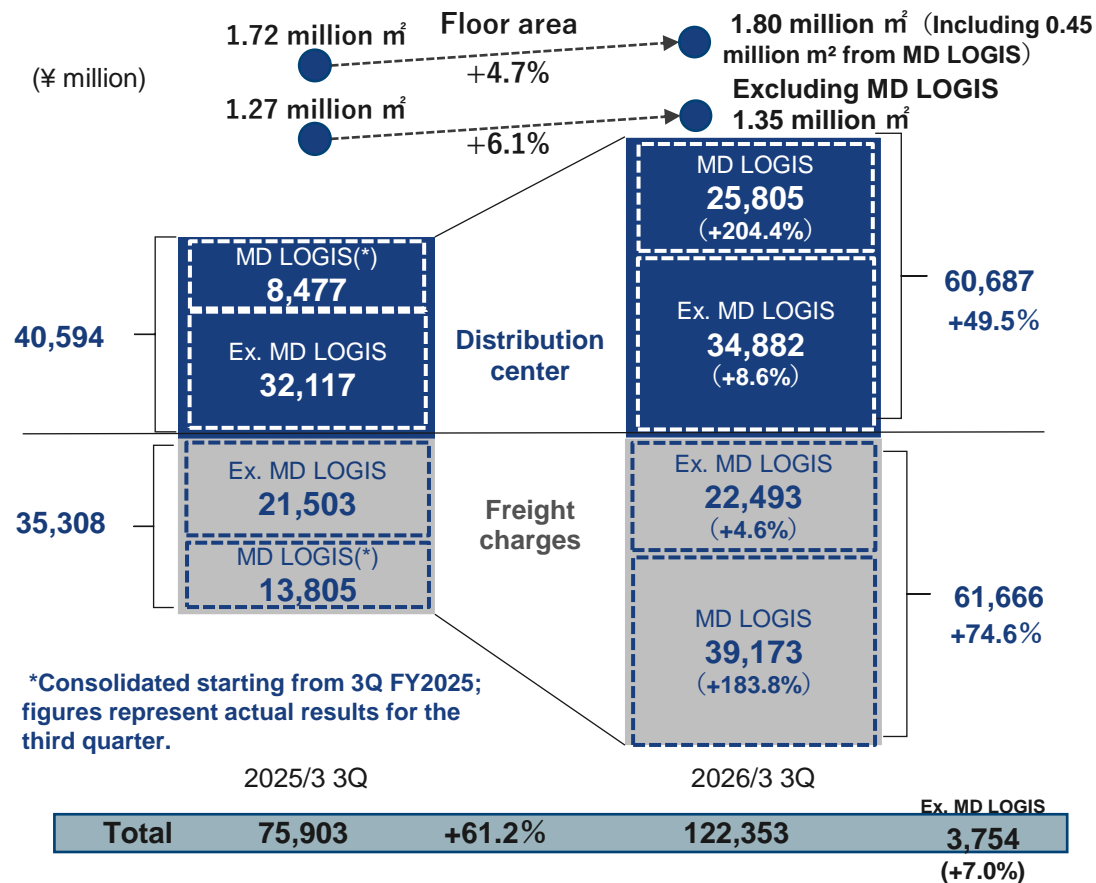 Floor area
1.72 million ㎡
+4.7%
1.80 million ㎡（Including 0.45
million m² from MD LOGIS）
(¥ million)
1.27 million ㎡
+6.1%
Excluding MD LOGIS
1.35 million ㎡
MD LOGIS(*)
8,477
Ex. MD LOGIS
32,117
40,594
Distribution
center
MD LOGIS
25,805
（+204.4%）
Ex. MD LOGIS
34,882
（+8.6%）
60,687
+49.5%
Ex. MD LOGIS
21,503
MD LOGIS(*)
13,805
35,308
Freight
charges
Ex. MD LOGIS
22,493
（+4.6%）
MD LOGIS
39,173
（+183.8%）
61,666
+74.6%
*Consolidated starting from 3Q FY2025;
figures represent actual results for the
third quarter.
2025/3 3Q
2026/3 3Q
Ex. MD LOGIS
Total 75,903 +61.2% 122,353 3,754
(+7.0%)